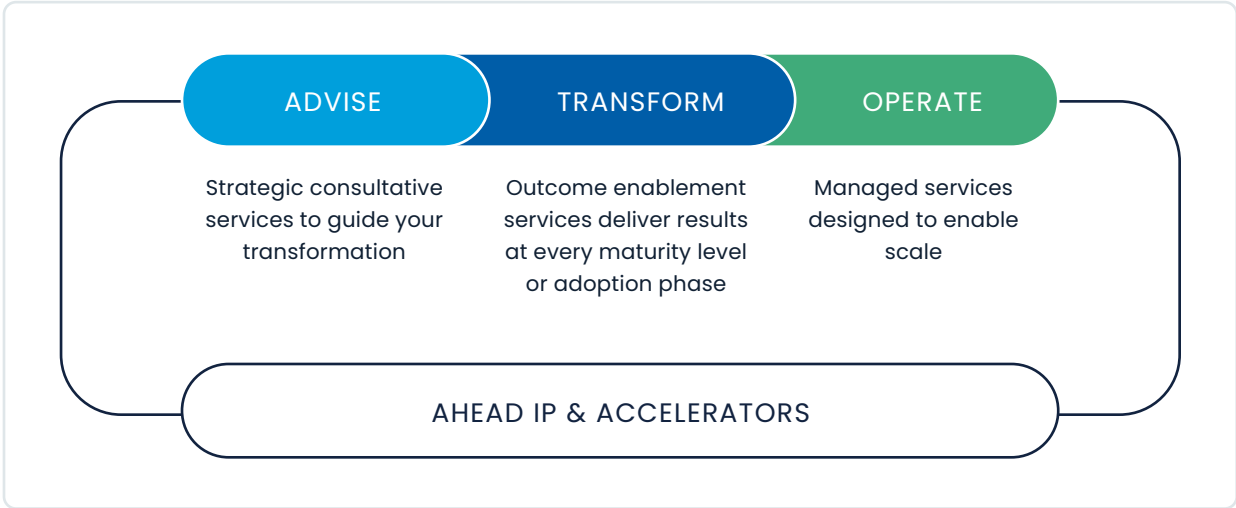 ADVISE
TRANSFORM
OPERATE
Strategic consultative
services to guide your
transformation
Outcome enablement
services deliver results
at every maturity level
or adoption phase
Managed services
designed to enable
scale
AHEAD IP & ACCELERATORS